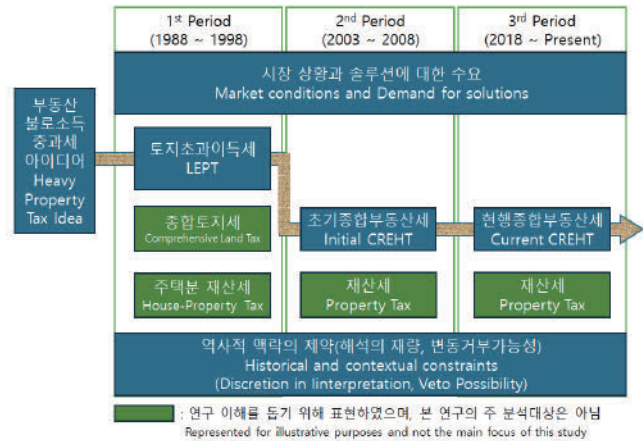 1st Period
(1988 ~ 1998)
2nd Period
(2003 ~ 2008)
3rd Period
(2018 ~ Present)
시장 상황과 솔루션에 대한 수요
Market conditions and Demand for solutions
부동산
불로소득
중과세
아이디어
Heavy
Property
Tax Idea
토지초과이득세
LEPT
종합토지세
Comprehensive Land Tax
주택분 재산세
House-Property Tax
초기종합부동산세
Initial CREHT
재산세
Property Tax
현행종합부동산세
Current CREHT
재산세
Property Tax
역사적 맥락의 제약(해석의 재량, 변동거부가능성)
Historical and contextual constraints
(Discretion in Iinterpretation, Veto Possibility)
: 연구 이해를 돕기 위해 표현하였으며, 본 연구의 주 분석대상은 아님
Represented for illustrative purposes and not the main focus of this study